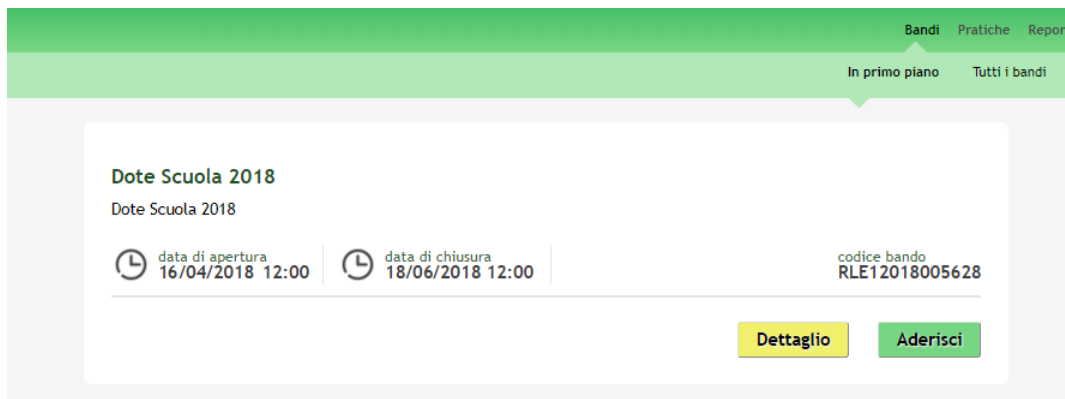 Bandi Pratiche
In primo piano Tutti i bandi
Dote Scuola 2018
Dote Scuola 2018
data di apertura data di chiusura codice bando
16/04/2018 12:00 18/06/2018 12:00 RLE12018005628
Dettaglio Aderisci